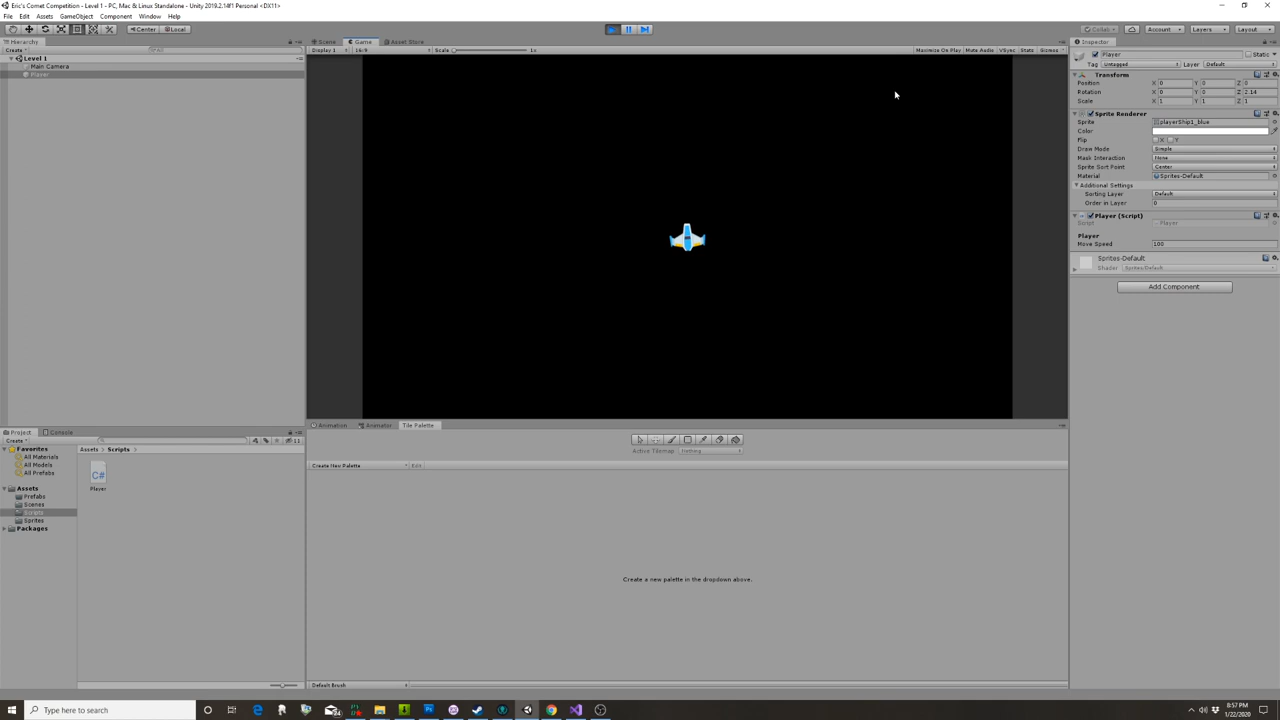 Eric's Comet Competition - Level 1 - PC, Mac & Linux Standalone - Unity 2019.2.14f1 Personal <DX11>
File Edit Assets GameObject Component Window Help
Center Local
Collab Account Layers Layout
Hierarchy
Create
All
Level 1
Main Camera
Player
Scene Game Asset Store
Display 1 16:9 Scale 1x Maximize On Play Mute Audio VSync Stats Gizmos
Inspector
Player Static
Tag Untagged Layer Default
Transform
Position X 0 Y 0 Z 0
Rotation X 0 Y 0 Z 2.14
Scale X 1 Y 1 Z 1
Sprite Renderer
Sprite playerShip1_blue
Color
Flip X Y
Draw Mode Simple
Mask Interaction None
Sprite Sort Point Center
Material Sprites-Default
Additional Settings
Sorting Layer Default
Order in Layer 0
Player (Script)
Script Player
Player
Move Speed 100
Sprites-Default
Shader Sprites/Default
Add Component
Project Console
Create
11
Favorites
All Materials
All Models
All Prefabs
Assets
Prefabs
Scenes
Scripts
Sprites
Packages
Assets Scripts
C#
Player
Animation Animator Tile Palette
Active Tilemap Nothing
Create New Palette Edit
Create a new palette in the dropdown above.
Default Brush
Type here to search
24
8:57 PM
1/22/2020